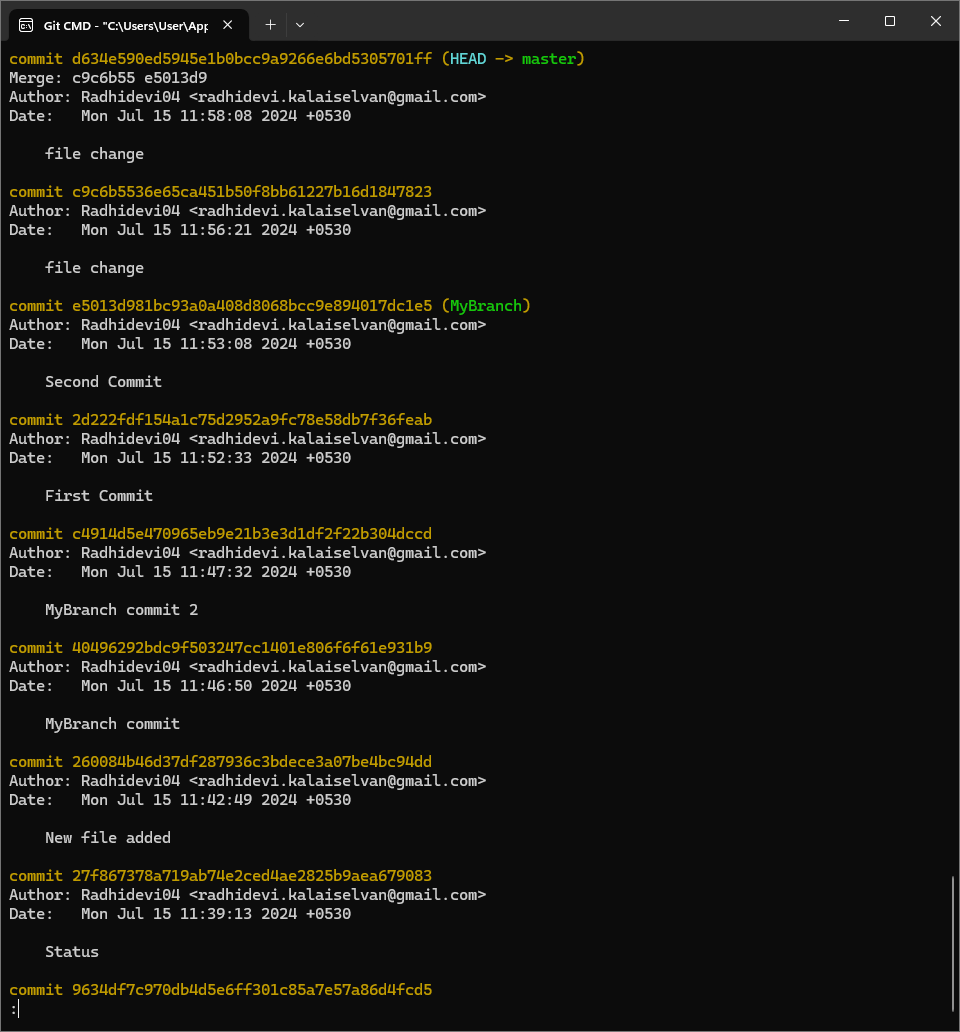 Git CMD - "C:\Users\User\App
commit d634e590ed5945e1b0bcc9a9266e6bd5305701ff (HEAD -> master)
Merge: c9c6b55 e5013d9
Author: Radhidevi04 <radhidevi.kalaiselvan@gmail.com>
Date:   Mon Jul 15 11:58:08 2024 +0530
    file change
commit c9c6b5536e65ca451b50f8bb61227b16d1847823
Author: Radhidevi04 <radhidevi.kalaiselvan@gmail.com>
Date:   Mon Jul 15 11:56:21 2024 +0530
    file change
commit e5013d981bc93a0a408d8068bcc9e894017dc1e5 (MyBranch)
Author: Radhidevi04 <radhidevi.kalaiselvan@gmail.com>
Date:   Mon Jul 15 11:53:08 2024 +0530
    Second Commit
commit 2d222fdf154a1c75d2952a9fc78e58db7f36feab
Author: Radhidevi04 <radhidevi.kalaiselvan@gmail.com>
Date:   Mon Jul 15 11:52:33 2024 +0530
    First Commit
commit c4914d5e470965eb9e21b3e3d1df2f22b304dccd
Author: Radhidevi04 <radhidevi.kalaiselvan@gmail.com>
Date:   Mon Jul 15 11:47:32 2024 +0530
    MyBranch commit 2
commit 40496292bdc9f503247cc1401e806f6f61e931b9
Author: Radhidevi04 <radhidevi.kalaiselvan@gmail.com>
Date:   Mon Jul 15 11:46:50 2024 +0530
    MyBranch commit
commit 260084b46d37df287936c3bdece3a07be4bc94dd
Author: Radhidevi04 <radhidevi.kalaiselvan@gmail.com>
Date:   Mon Jul 15 11:42:49 2024 +0530
    New file added
commit 27f867378a719ab74e2ced4ae2825b9aea679083
Author: Radhidevi04 <radhidevi.kalaiselvan@gmail.com>
Date:   Mon Jul 15 11:39:13 2024 +0530
    Status
commit 9634df7c970db4d5e6ff301c85a7e57a86d4fcd5
: